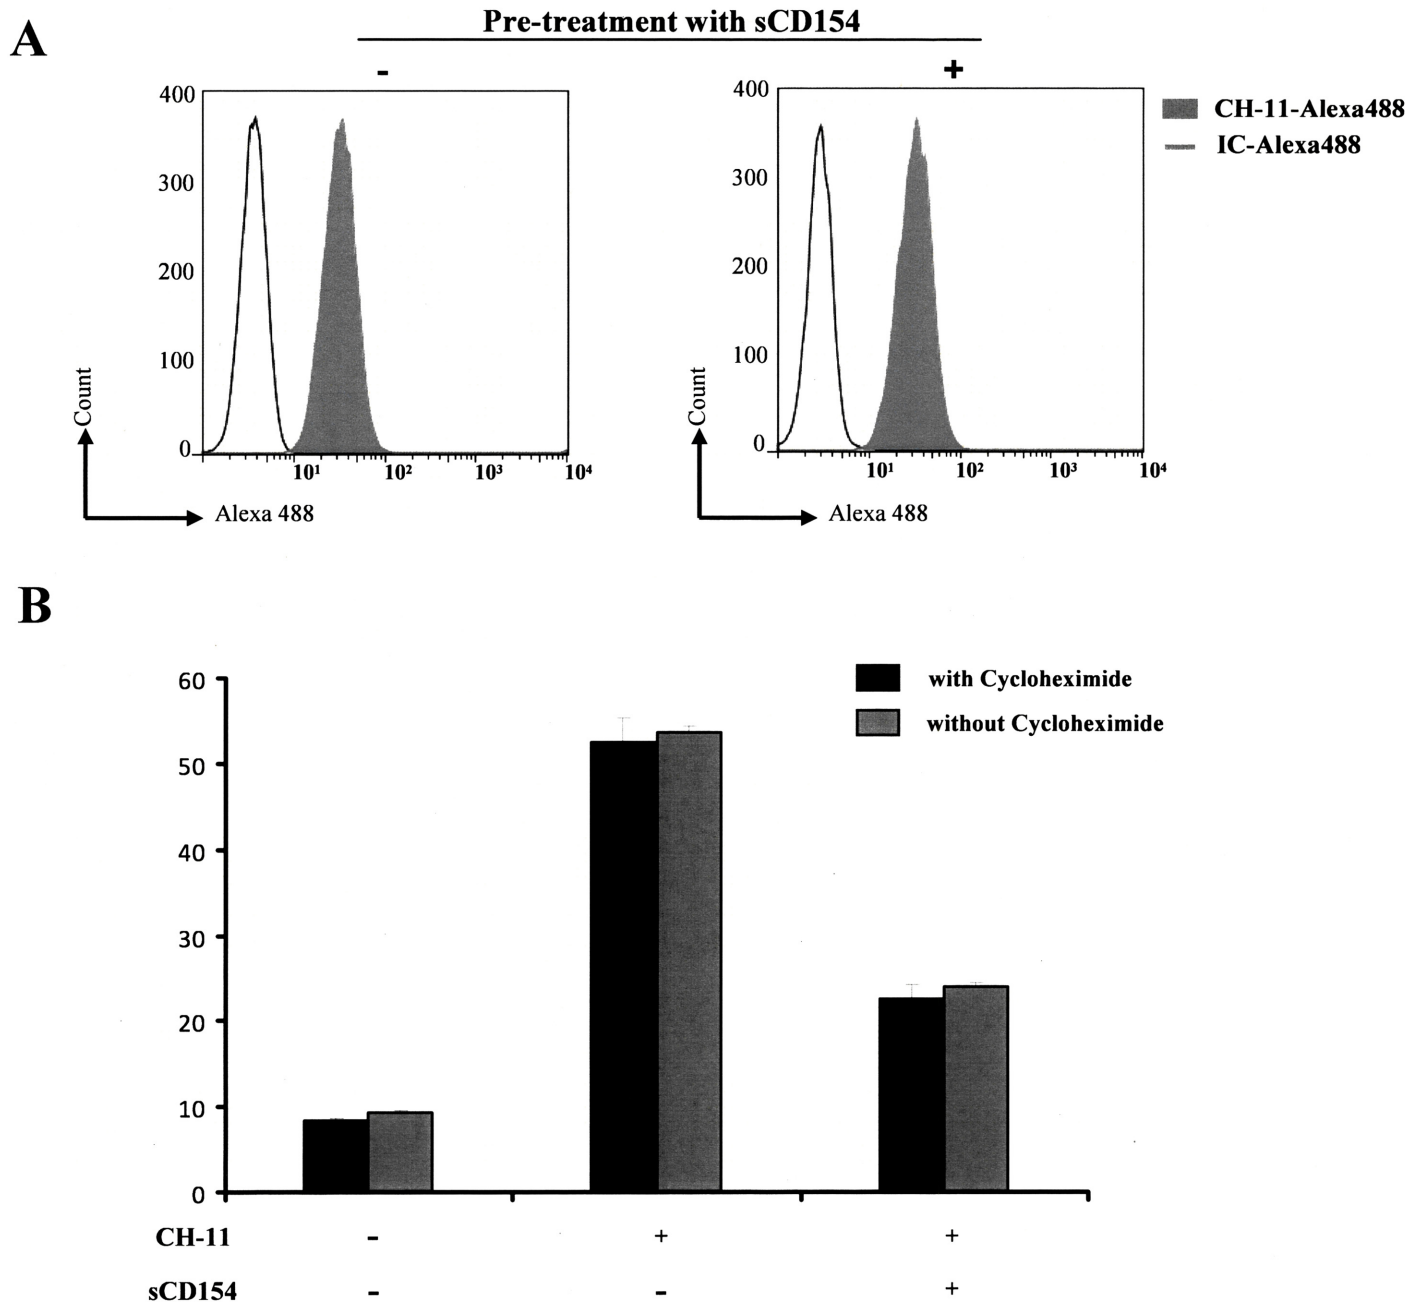 A
Pre-treatment with sCD154
- +
400
300
200
100
0
Count
10¹ 10² 10³ 10⁴
Alexa 488
400
300
200
100
0
Count
10¹ 10² 10³ 10⁴
Alexa 488
CH-11-Alexa488
IC-Alexa488
B
60
50
40
30
20
10
0
with Cycloheximide
without Cycloheximide
CH-11 - + +
sCD154 - - +